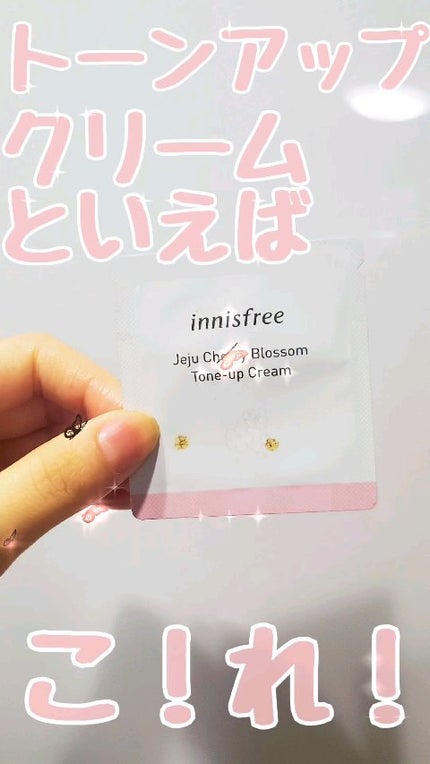 トーンアップ
クリーム
といえば
innisfree
Jeju Cherry Blossom
Tone-up Cream
こ！れ！